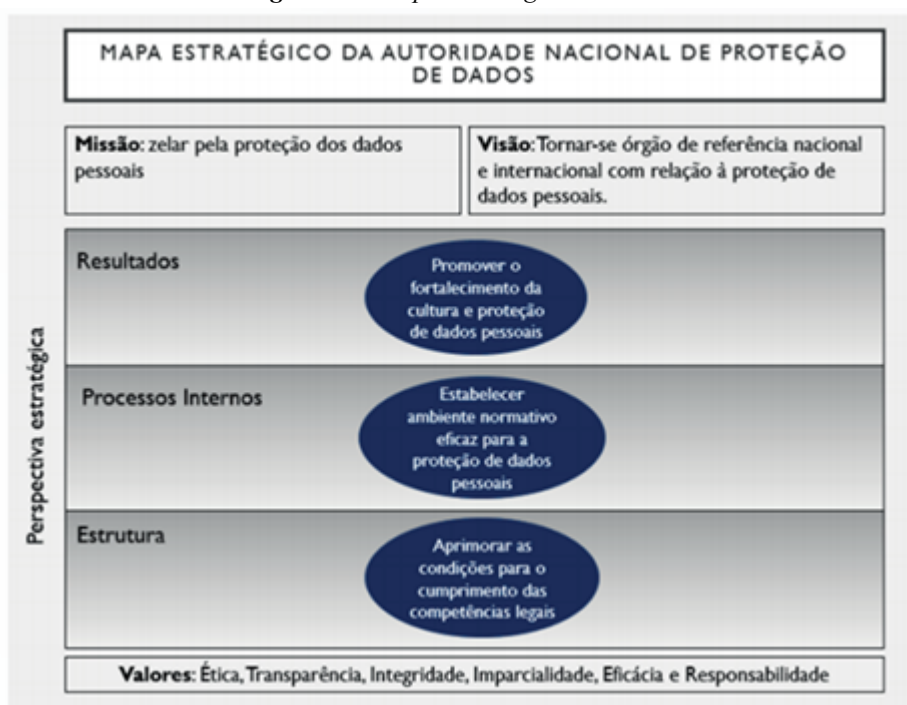 MAPA ESTRATÉGICO DA AUTORIDADE NACIONAL DE PROTEÇÃO
DE DADOS
Missão: zelar pela proteção dos dados
pessoais
Visão: Tornar-se órgão de referência nacional
e internacional com relação à proteção de
dados pessoais.
Perspectiva estratégica
Resultados
Promover o
fortalecimento da
cultura e proteção
de dados pessoais
Processos Internos
Estabelecer
ambiente normativo
eficaz para a
proteção de dados
pessoais
Estrutura
Aprimorar as
condições para o
cumprimento das
competências legais
Valores: Ética, Transparência, Integridade, Imparcialidade, Eficácia e Responsabilidade